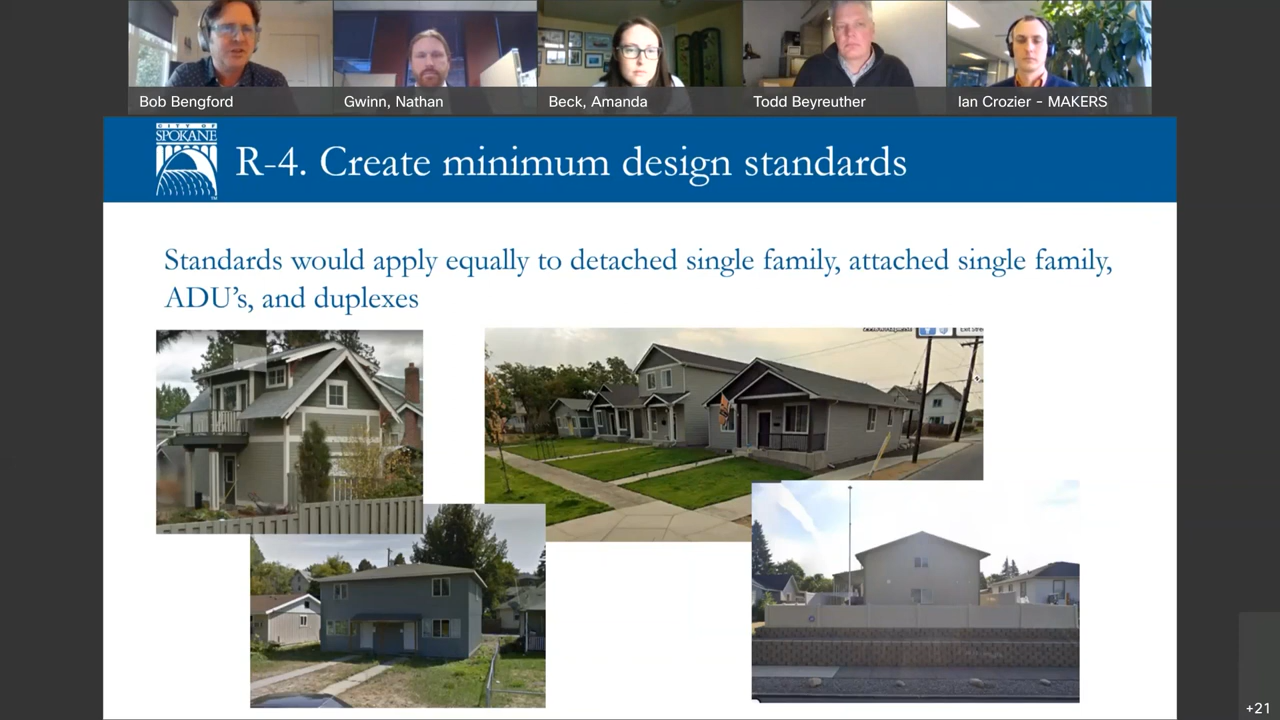 Bob Bengford
Gwinn, Nathan
Beck, Amanda
Todd Beyreuther
Ian Crozier - MAKERS
CITY OF
SPOKANE
R-4. Create minimum design standards
Standards would apply equally to detached single family, attached single family,
ADU's, and duplexes
+21